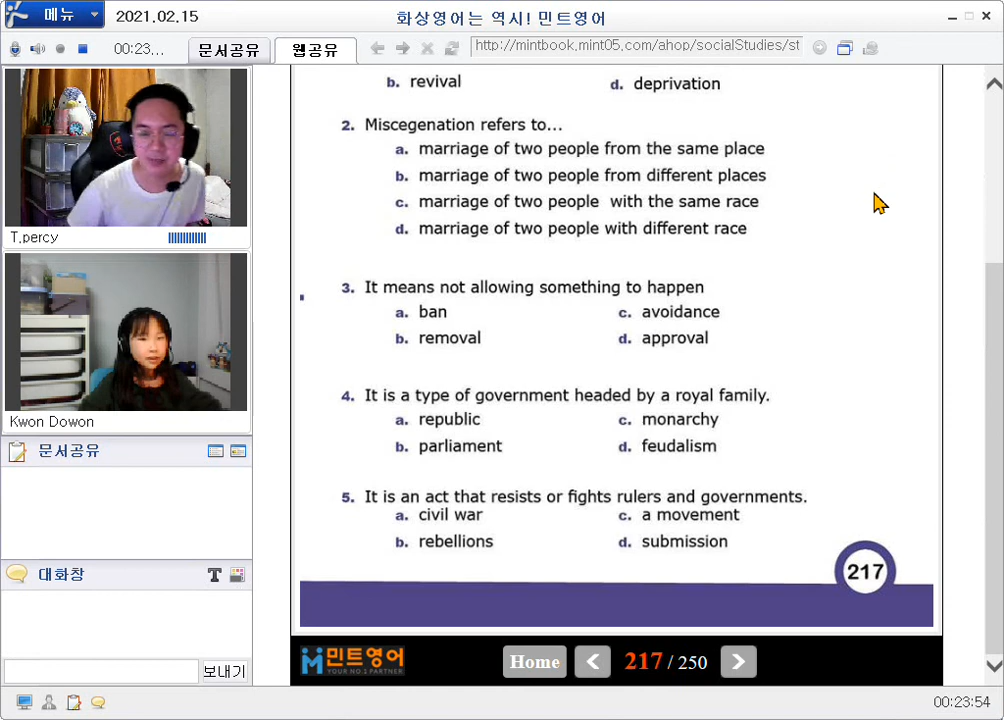 메뉴 2021.02.15 화상영어는 역시! 민트영어
00:23... 문서공유 웹공유 http://mintbook.mint05.com/ahop/socialStudies/st
b. revival d. deprivation
2. Miscegenation refers to...
a. marriage of two people from the same place
b. marriage of two people from different places
c. marriage of two people with the same race
d. marriage of two people with different race
T.percy
3. It means not allowing something to happen
a. ban c. avoidance
b. removal d. approval
4. It is a type of government headed by a royal family.
a. republic c. monarchy
b. parliament d. feudalism
Kwon Dowon
문서공유
5. It is an act that resists or fights rulers and governments.
a. civil war c. a movement
b. rebellions d. submission
217
대화창 T
보내기
민트영어
YOUR NO.1 PARTNER
Home < 217 / 250 >
00:23:54